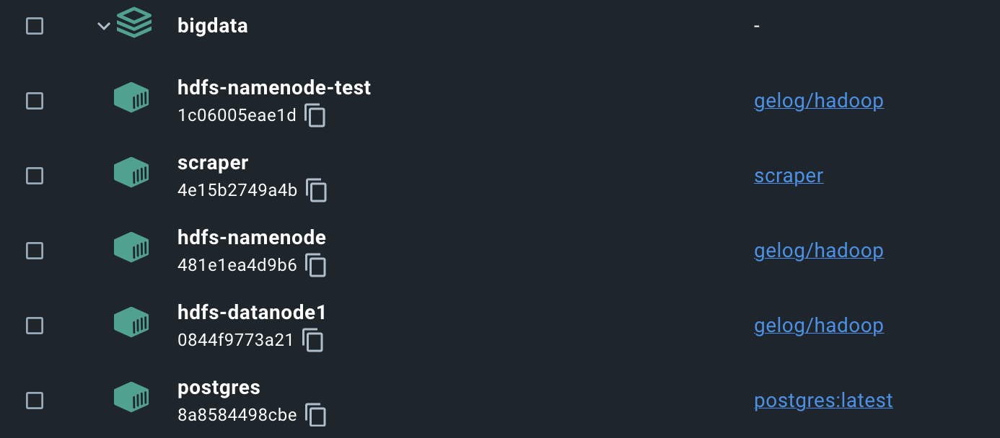 bigdata
-
hdfs-namenode-test
1c06005eae1d
gelog/hadoop
scraper
4e15b2749a4b
scraper
hdfs-namenode
481e1ea4d9b6
gelog/hadoop
hdfs-datanode1
0844f9773a21
gelog/hadoop
postgres
8a8584498cbe
postgres:latest